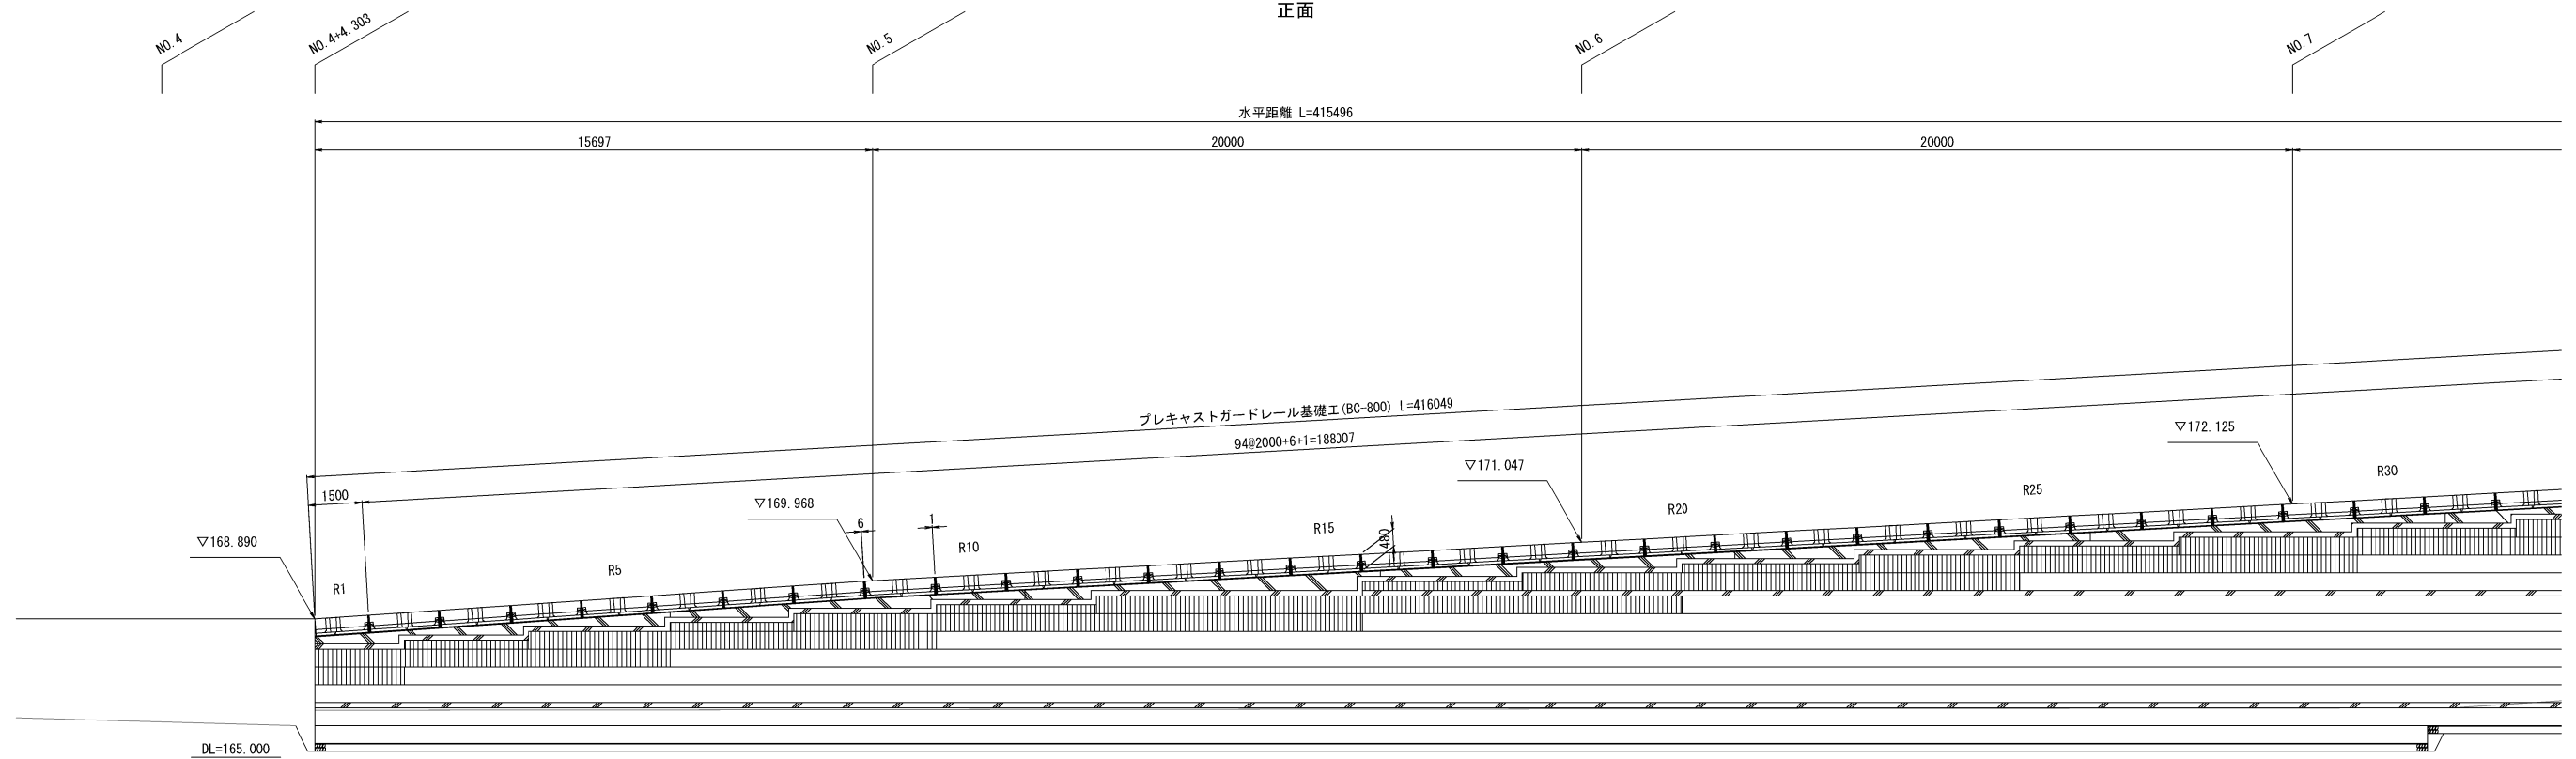 正面
NO.4
NO.4+4.303
NO.5
NO.6
NO.7
水平距離 L=415496
15697
20000
20000
プレキャストガードレール基礎工(BC-800) L=416049
94@2000+6+1=188007
1500
▽168.890
▽169.968
▽171.047
▽172.125
6
1
480
R1
R5
R10
R15
R20
R25
R30
DL=165.000